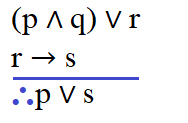 (p ∧ q) ∨ r
r → s
∴p ∨ s